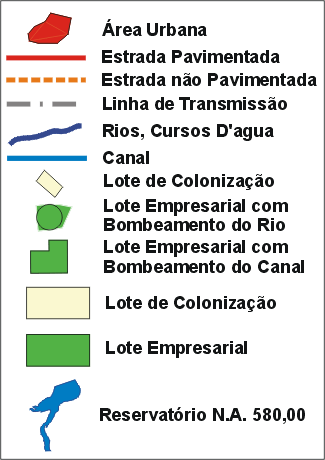 Área Urbana
Estrada Pavimentada
Estrada não Pavimentada
Linha de Transmissão
Rios, Cursos D'agua
Canal
Lote de Colonização
Lote Empresarial com
Bombeamento do Rio
Lote Empresarial com
Bombeamento do Canal
Lote de Colonização
Lote Empresarial
Reservatório N.A. 580,00